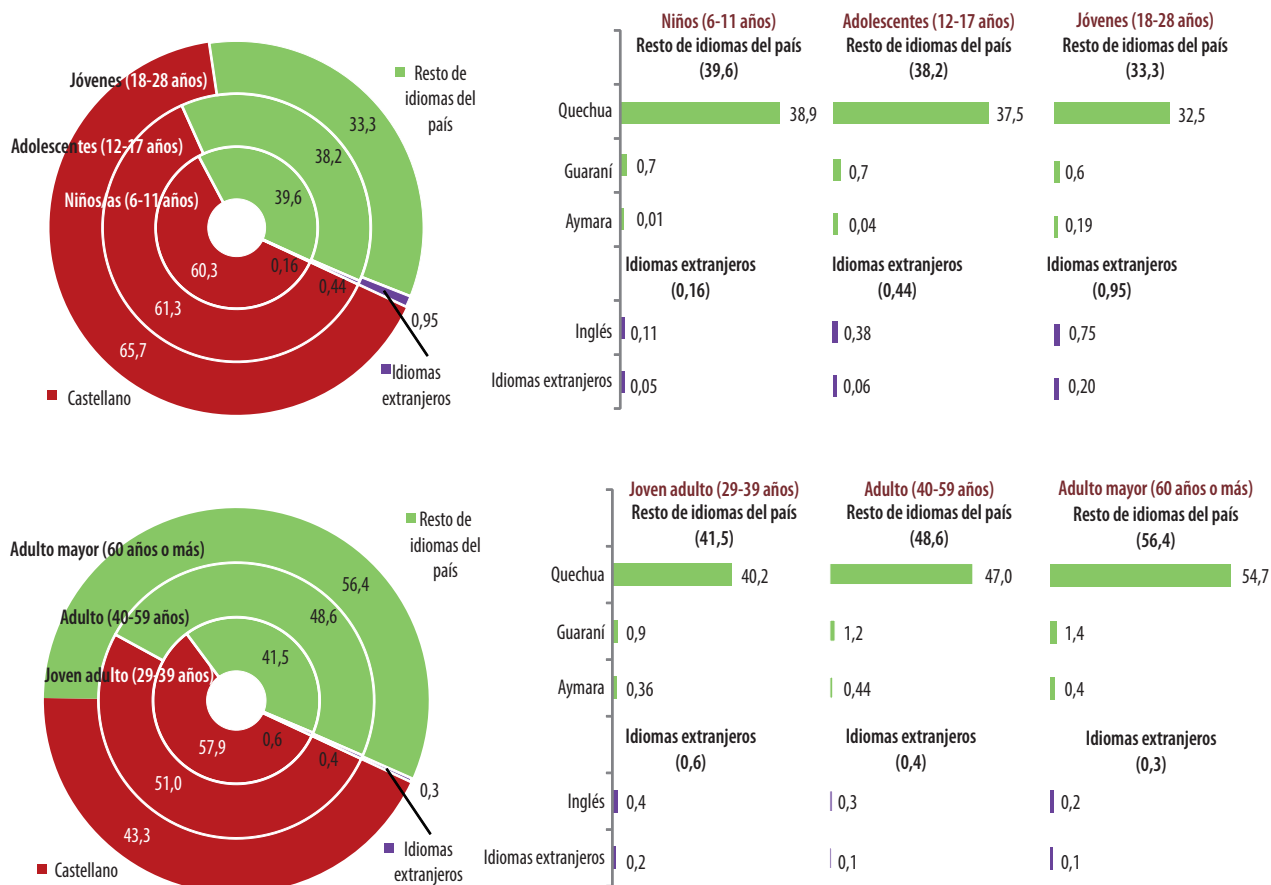 Jóvenes (18-28 años)
Adolescentes (12-17 años)
Niños/as (6-11 años)
33,3
38,2
39,6
Resto de
idiomas del
país
60,3
61,3
65,7
0,16
0,44
0,95
Castellano
Idiomas
extranjeros
Niños (6-11 años)
Resto de idiomas del país
(39,6)
Adolescentes (12-17 años)
Resto de idiomas del país
(38,2)
Jóvenes (18-28 años)
Resto de idiomas del país
(33,3)
Quechua 38,9 37,5 32,5
Guaraní 0,7 0,7 0,6
Aymara 0,01 0,04 0,19
Idiomas extranjeros
(0,16)
Idiomas extranjeros
(0,44)
Idiomas extranjeros
(0,95)
Inglés 0,11 0,38 0,75
Idiomas extranjeros 0,05 0,06 0,20
Adulto mayor (60 años o más)
Adulto (40-59 años)
Joven adulto (29-39 años)
56,4
48,6
41,5
Resto de
idiomas del
país
57,9
51,0
43,3
0,6
0,4
0,3
Castellano
Idiomas
extranjeros
Joven adulto (29-39 años)
Resto de idiomas del país
(41,5)
Adulto (40-59 años)
Resto de idiomas del país
(48,6)
Adulto mayor (60 años o más)
Resto de idiomas del país
(56,4)
Quechua 40,2 47,0 54,7
Guaraní 0,9 1,2 1,4
Aymara 0,36 0,44 0,4
Idiomas extranjeros
(0,6)
Idiomas extranjeros
(0,4)
Idiomas extranjeros
(0,3)
Inglés 0,4 0,3 0,2
Idiomas extranjeros 0,2 0,1 0,1